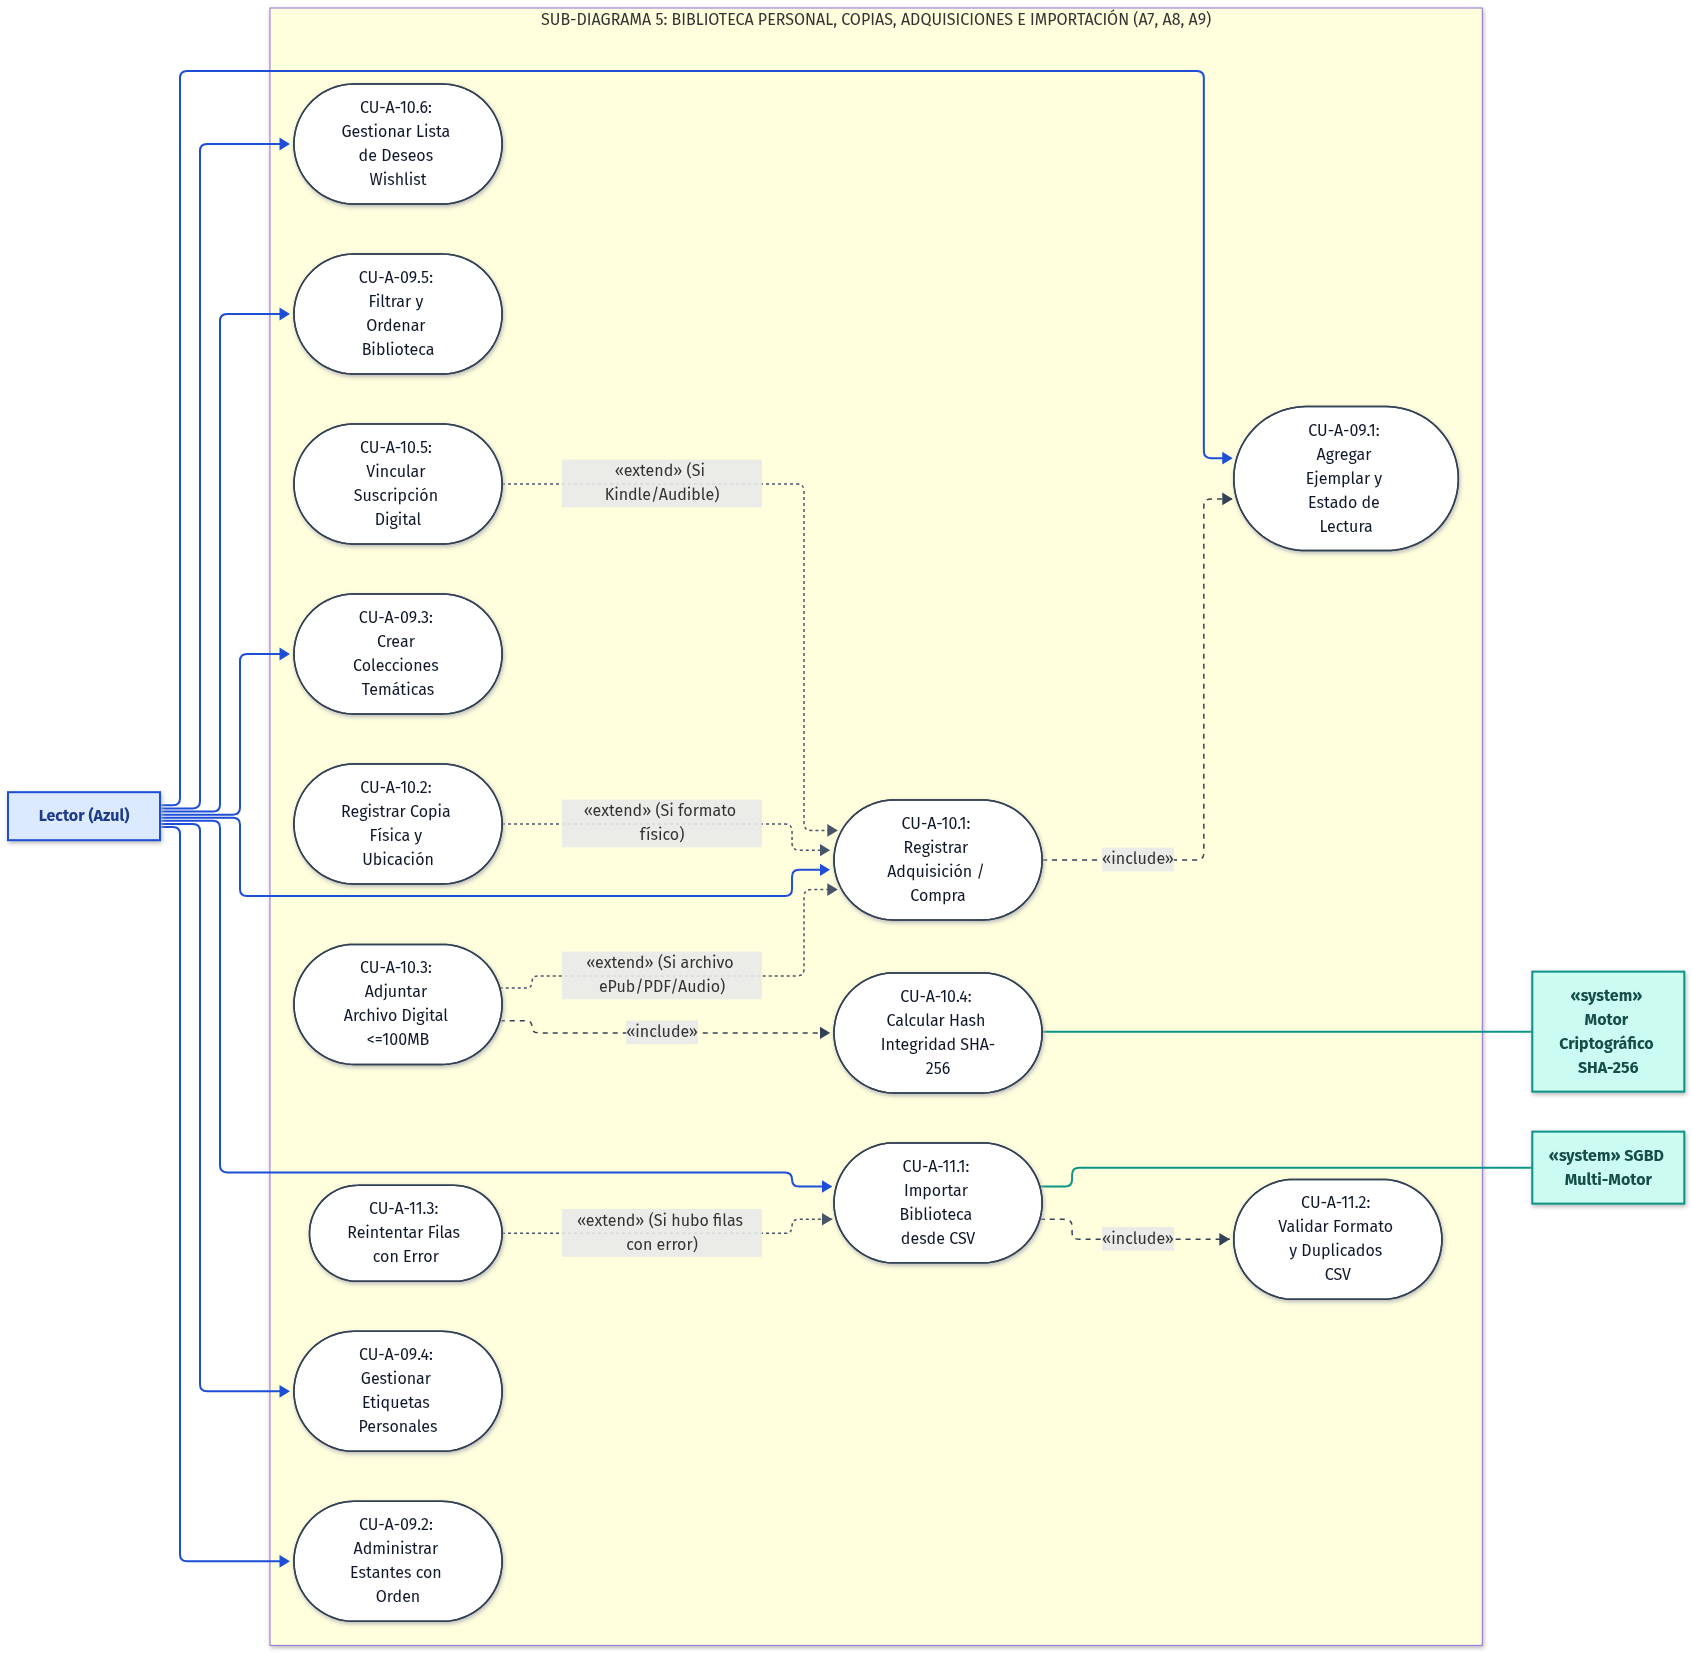 SUB-DIAGRAMA 5: BIBLIOTECA PERSONAL, COPIAS, ADQUISICIONES E IMPORTACIÓN (A7, A8, A9)
CU-A-10.6:
Gestionar Lista
de Deseos
Wishlist
CU-A-09.5:
Filtrar y
Ordenar
Biblioteca
CU-A-10.5:
Vincular
Suscripción
Digital
«extend» (Si
Kindle/Audible)
CU-A-09.1:
Agregar
Ejemplar y
Estado de
Lectura
CU-A-09.3:
Crear
Colecciones
Temáticas
Lector (Azul)
CU-A-10.2:
Registrar Copia
Física y
Ubicación
«extend» (Si formato
físico)
CU-A-10.1:
Registrar
Adquisición /
Compra
«include»
CU-A-10.3:
Adjuntar
Archivo Digital
<=100MB
«extend» (Si archivo
ePub/PDF/Audio)
«include»
CU-A-10.4:
Calcular Hash
Integridad SHA-
256
«system»
Motor
Criptográfico
SHA-256
CU-A-11.3:
Reintentar Filas
con Error
«extend» (Si hubo filas
con error)
CU-A-11.1:
Importar
Biblioteca
desde CSV
«include»
CU-A-11.2:
Validar Formato
y Duplicados
CSV
«system» SGBD
Multi-Motor
CU-A-09.4:
Gestionar
Etiquetas
Personales
CU-A-09.2:
Administrar
Estantes con
Orden